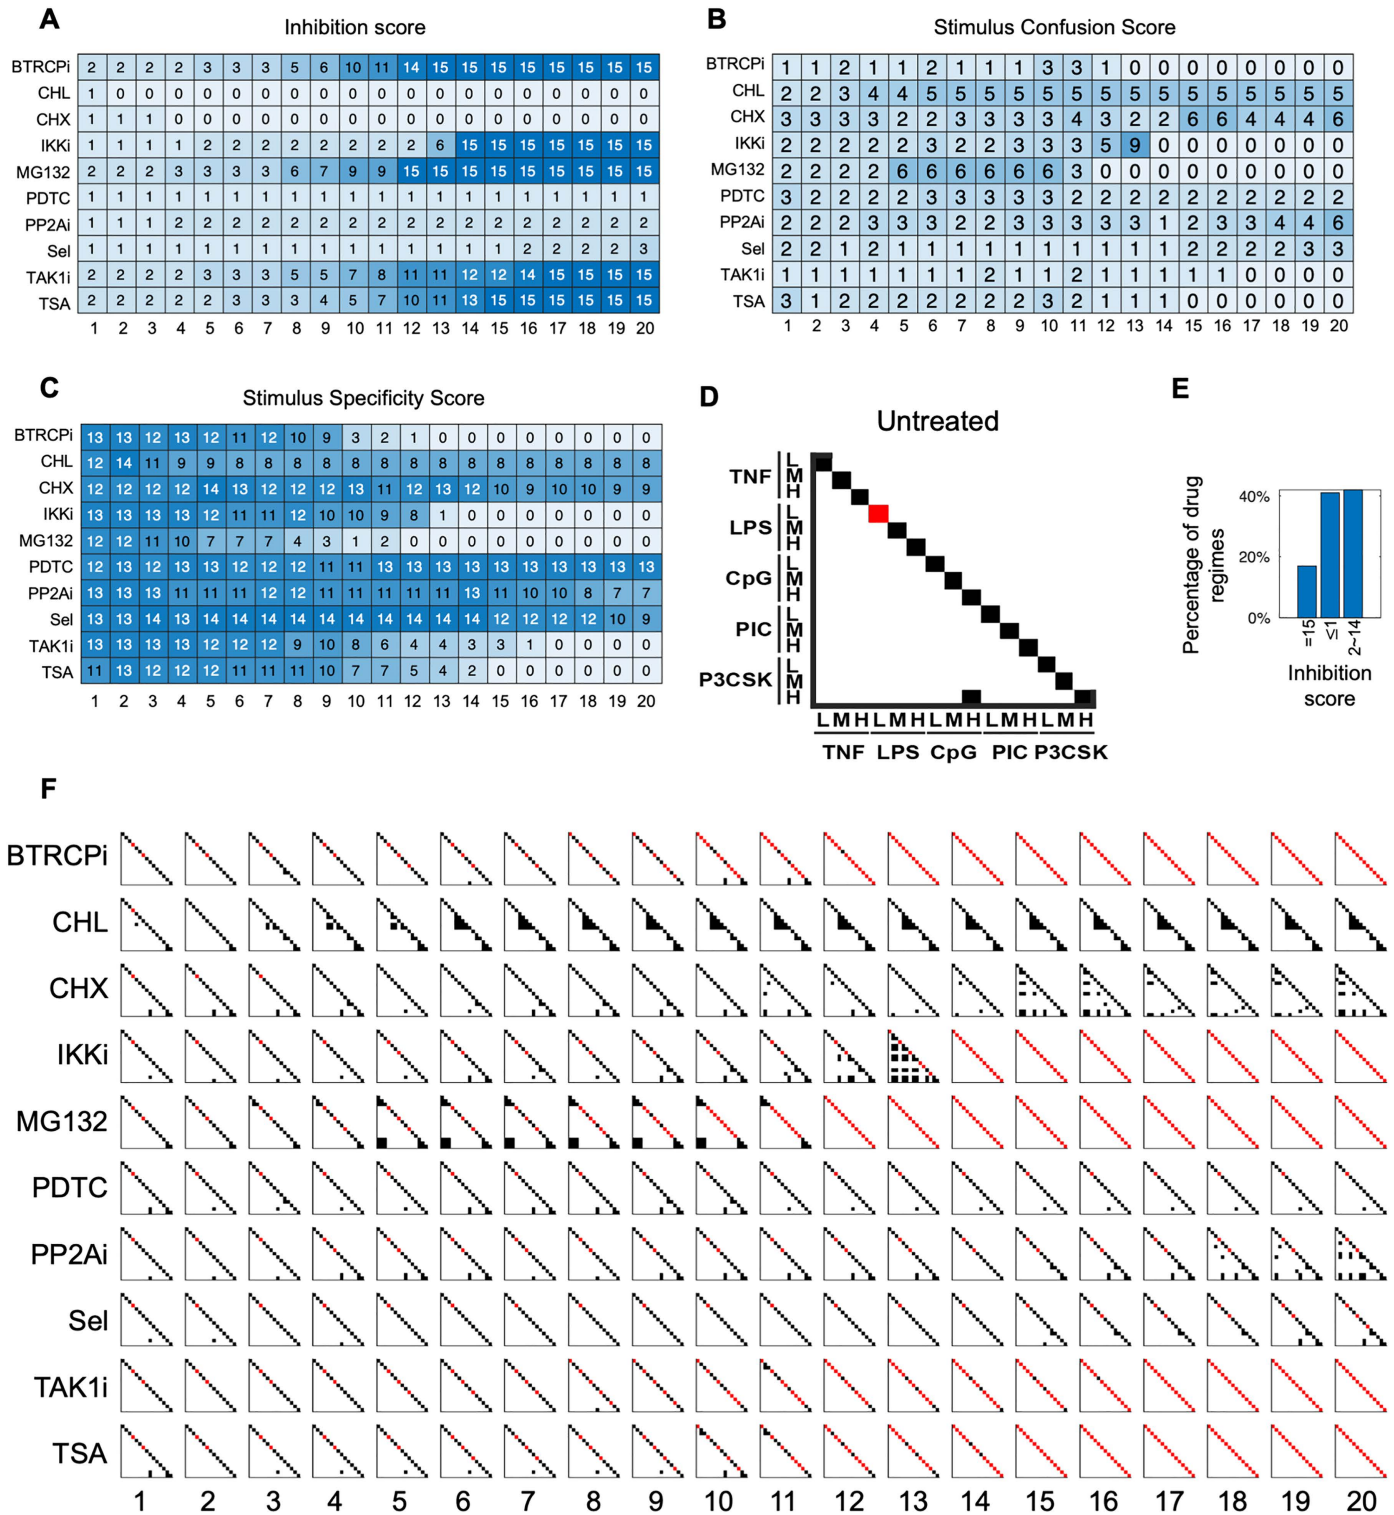 A
Inhibition score
BTRCPi 2 2 2 2 3 3 3 5 6 10 11 14 15 15 15 15 15 15 15 15
CHL 1 0 0 0 0 0 0 0 0 0 0 0 0 0 0 0 0 0 0 0
CHX 1 1 1 0 0 0 0 0 0 0 0 0 0 0 0 0 0 0 0 0
IKKi 1 1 1 1 2 2 2 2 2 2 2 2 6 15 15 15 15 15 15 15
MG132 2 2 2 3 3 3 3 6 7 9 9 15 15 15 15 15 15 15 15 15
PDTC 1 1 1 1 1 1 1 1 1 1 1 1 1 1 1 1 1 1 1 1
PP2Ai 1 1 1 2 2 2 2 2 2 2 2 2 2 2 2 2 2 2 2 2
Sel 1 1 1 1 1 1 1 1 1 1 1 1 1 1 1 2 2 2 2 3
TAK1i 2 2 2 2 3 3 3 5 5 7 8 11 11 12 12 14 15 15 15 15
TSA 2 2 2 2 2 3 3 4 5 5 7 10 11 13 15 15 15 15 15 15
1 2 3 4 5 6 7 8 9 10 11 12 13 14 15 16 17 18 19 20
B
Stimulus Confusion Score
BTRCPi 1 1 2 1 1 2 1 1 1 3 3 1 0 0 0 0 0 0 0 0
CHL 2 2 3 4 4 5 5 5 5 5 5 5 5 5 5 5 5 5 5 5
CHX 3 3 3 3 2 2 3 3 3 2 4 3 2 2 6 6 4 4 4 6
IKKi 2 2 2 2 2 3 2 2 3 3 3 5 9 0 0 0 0 0 0 0
MG132 2 2 2 2 6 6 6 6 6 6 3 0 0 0 0 0 0 0 0 0
PDTC 3 2 2 2 2 3 3 3 3 3 2 2 2 2 2 2 2 2 2 2
PP2Ai 2 2 2 3 3 3 2 2 3 3 3 3 3 1 2 3 3 4 4 6
Sel 2 2 1 2 1 1 1 1 1 1 1 1 1 1 2 2 2 2 3 3
TAK1i 1 1 1 1 1 1 1 2 1 1 2 1 1 1 1 1 0 0 0 0
TSA 3 1 2 2 2 2 2 2 2 3 2 1 1 1 0 0 0 0 0 0
1 2 3 4 5 6 7 8 9 10 11 12 13 14 15 16 17 18 19 20
C
Stimulus Specificity Score
BTRCPi 13 13 12 13 12 11 12 10 9 3 2 1 0 0 0 0 0 0 0 0
CHL 12 14 11 9 9 8 8 8 8 8 8 8 8 8 8 8 8 8 8 8
CHX 12 12 12 12 14 13 12 12 12 13 11 12 13 12 10 9 10 10 9 9
IKKi 13 13 13 13 12 11 11 12 10 10 9 8 1 0 0 0 0 0 0 0
MG132 12 12 11 10 7 7 7 4 3 1 2 0 0 0 0 0 0 0 0 0
PDTC 12 13 12 13 13 12 12 12 11 11 13 13 13 13 13 13 13 13 13 13
PP2Ai 13 13 13 11 11 11 12 12 11 11 11 11 11 13 11 10 10 8 7 7
Sel 13 13 14 13 14 14 14 14 14 14 14 14 14 14 12 12 12 12 10 9
TAK1i 13 13 13 13 12 12 12 9 10 8 6 4 4 3 3 1 0 0 0 0
TSA 11 13 12 12 12 11 11 11 10 7 7 5 4 2 0 0 0 0 0 0
1 2 3 4 5 6 7 8 9 10 11 12 13 14 15 16 17 18 19 20
D
Untreated
TNF L M H
LPS L M H
CpG L M H
PIC L M H
P3CSK L M H
L M H L M H L M H L M H L M H
TNF LPS CpG PIC P3CSK
E
Percentage of drug
regimes
40%
20%
0%
=15 ≤1 2~14
Inhibition
score
F
BTRCPi
CHL
CHX
IKKi
MG132
PDTC
PP2Ai
Sel
TAK1i
TSA
1 2 3 4 5 6 7 8 9 10 11 12 13 14 15 16 17 18 19 20